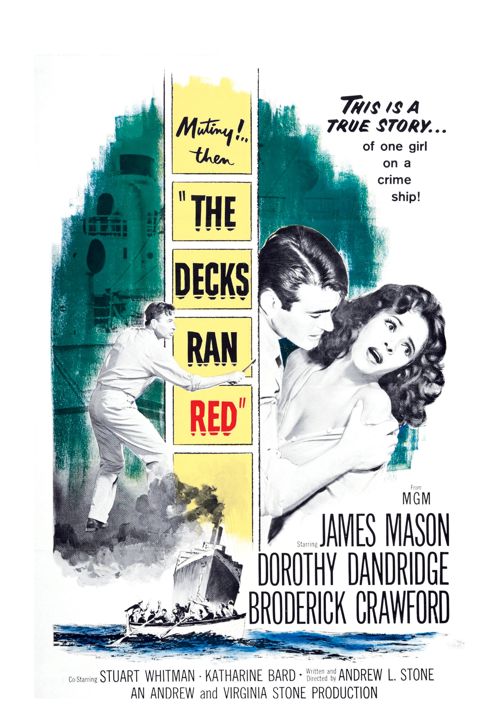 Mutiny!..
then
"THE
DECKS
RAN
RED"
THIS IS A
TRUE STORY...
of one girl
on a
crime
ship!
From
MGM
Starring JAMES MASON
DOROTHY DANDRIDGE
BRODERICK CRAWFORD
Co-Starring STUART WHITMAN · KATHARINE BARD · Written and Directed by ANDREW L. STONE
AN ANDREW and VIRGINIA STONE PRODUCTION